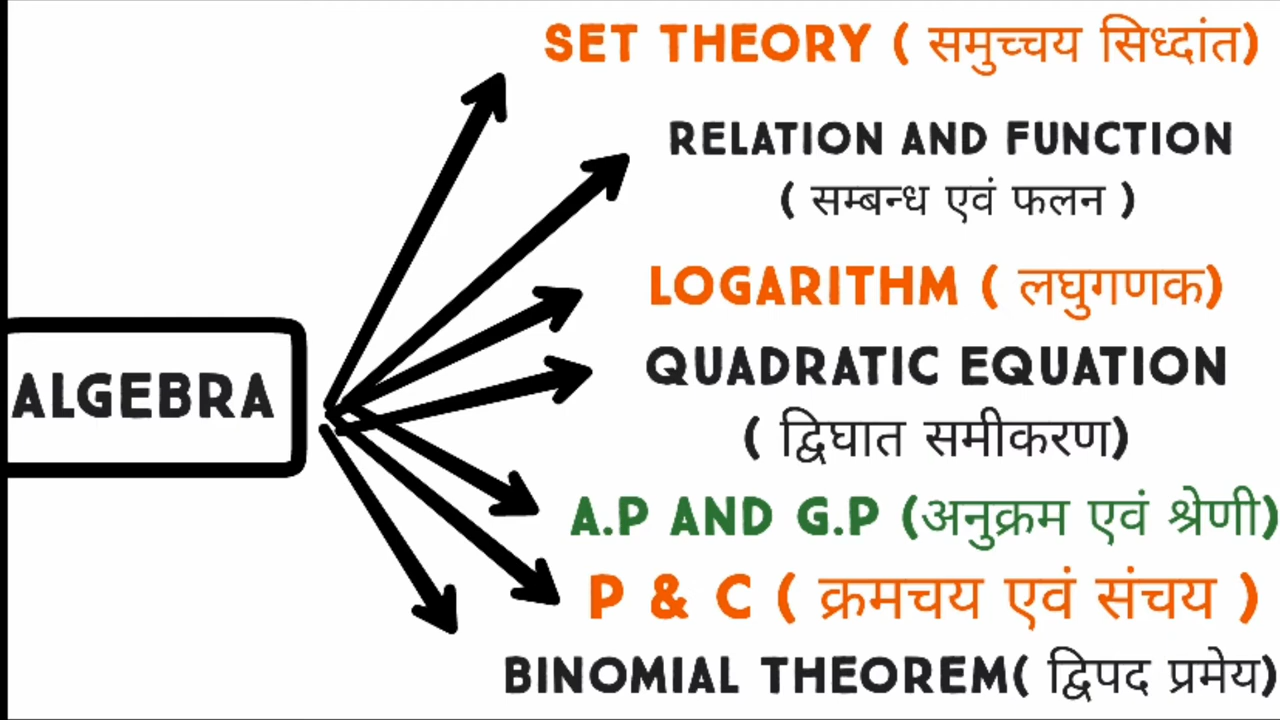 SET THEORY ( समुच्चय सिध्दांत)
RELATION AND FUNCTION
( सम्बन्ध एवं फलन )
LOGARITHM ( लघुगणक)
QUADRATIC EQUATION
( द्विघात समीकरण)
ALGEBRA
A.P AND G.P (अनुक्रम एवं श्रेणी)
P & C ( क्रमचय एवं संचय )
BINOMIAL THEOREM( द्विपद प्रमेय)